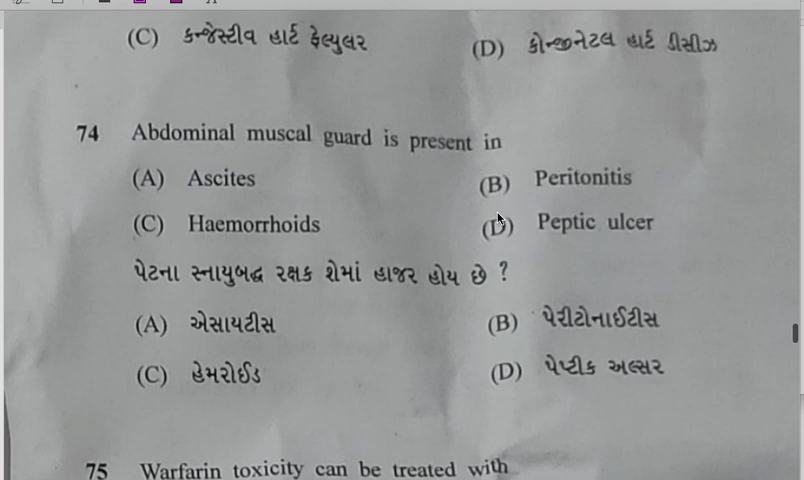 (C) કન્જેસ્ટીવ હાર્ટ ફેલ્યુલર (D) કોન્જીનેટલ હાર્ટ ડીસીઝ
74 Abdominal muscal guard is present in
(A) Ascites (B) Peritonitis
(C) Haemorrhoids (D) Peptic ulcer
પેટના સ્નાયુબદ્ધ રક્ષક શેમાં હાજર હોય છે ?
(A) એસાયટીસ (B) પેરીટોનાઈટીસ
(C) હેમરોઈડ (D) પેપ્ટીક અલ્સર
75 Warfarin toxicity can be treated with